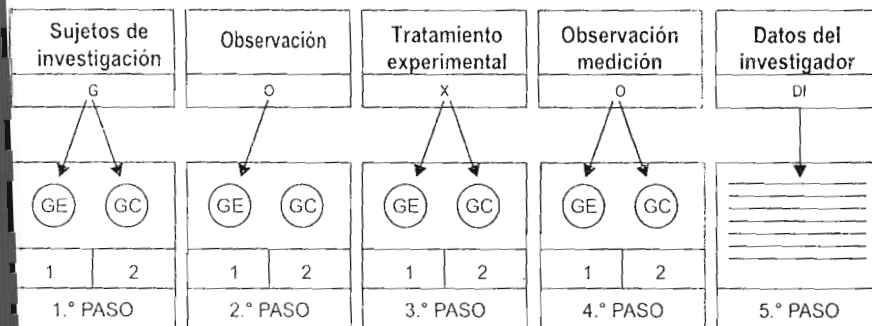 Sujetos de
investigación
G
Observación
O
Tratamiento
experimental
X
Observación
medición
O
Datos del
investigador
DI
GE GC
1 2
1.° PASO
GE GC
1 2
2.° PASO
GE GC
1 2
3.° PASO
GE GC
1 2
4.° PASO
5.° PASO